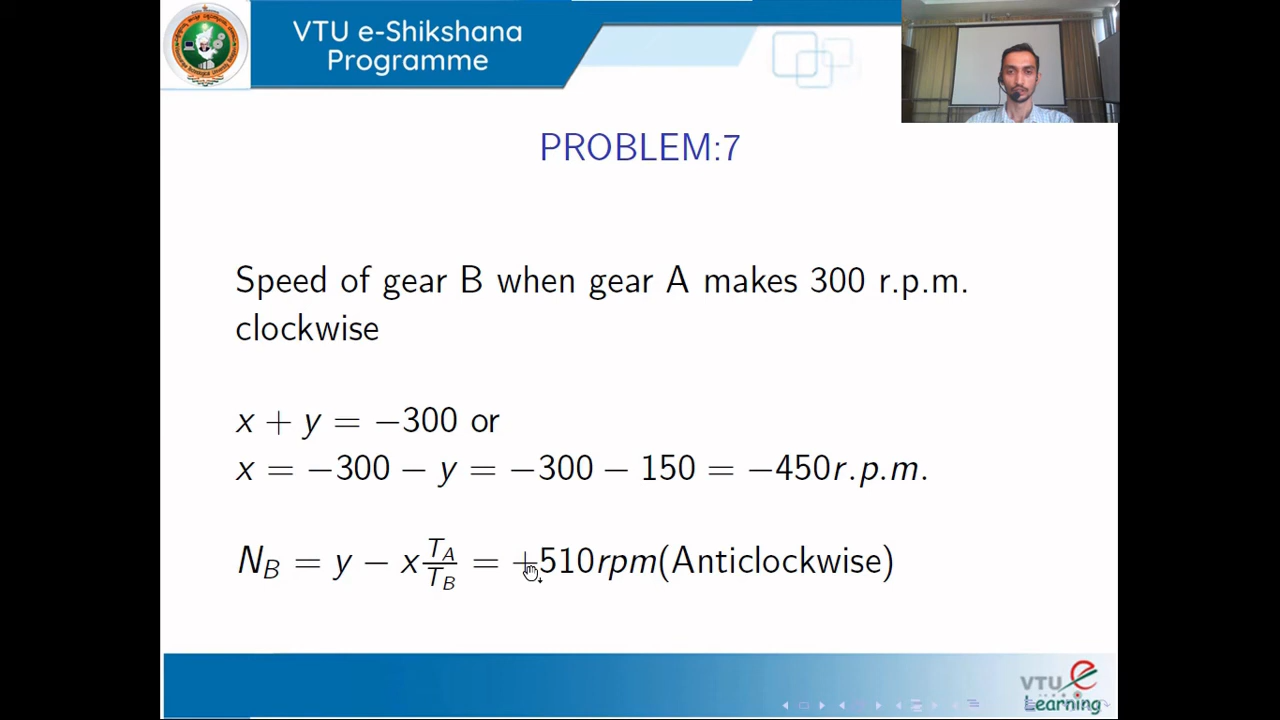 VTU e-Shikshana
Programme
PROBLEM:7
Speed of gear B when gear A makes 300 r.p.m.
clockwise
x + y = −300 or
x = −300 − y = −300 − 150 = −450r.p.m.
N_B = y − x T_A/T_B = +510rpm(Anticlockwise)
VTU e
Learning